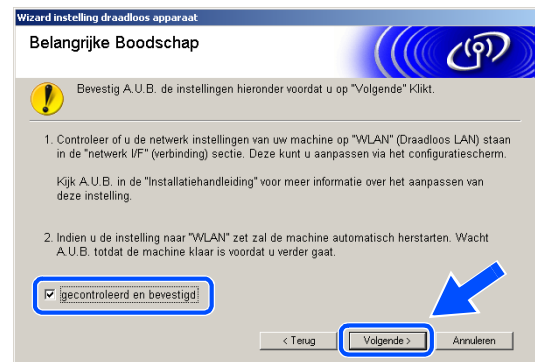 Wizard instelling draadloos apparaat
Belangrijke Boodschap
Bevestig A.U.B. de instellingen hieronder voordat u op "Volgende" Klikt.
1. Controleer of u de netwerk instellingen van uw machine op "WLAN" (Draadloos LAN) staan
in de "netwerk I/F" (verbinding) sectie. Deze kunt u aanpassen via het configuratiescherm.
Kijk A.U.B. in de "Installatiehandleiding" voor meer informatie over het aanpassen van
deze instelling.
2. Indien u de instelling naar "WLAN" zet zal de machine automatisch herstarten. Wacht
A.U.B. totdat de machine klaar is voordat u verder gaat.
gecontroleerd en bevestigd
< Terug
Volgende >
Annuleren